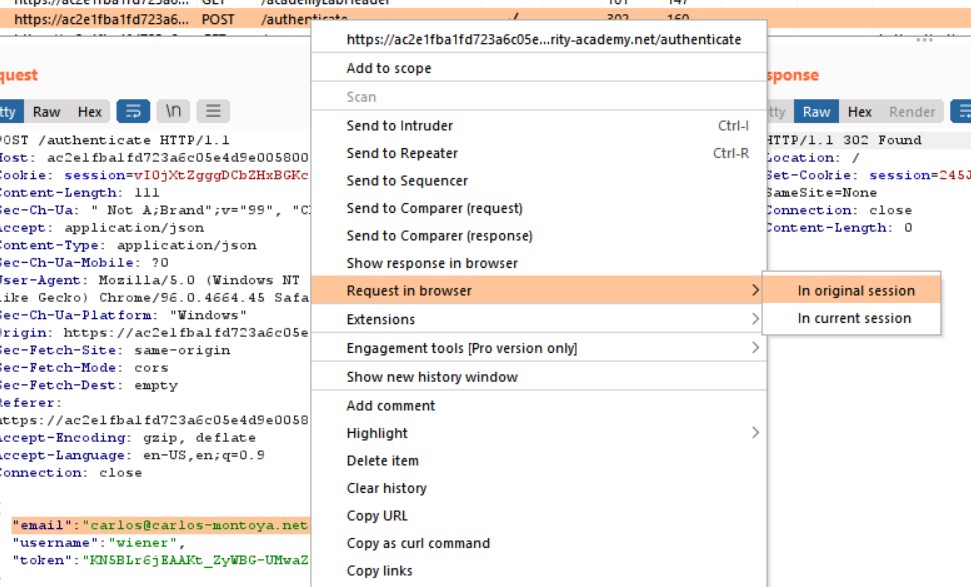 GET /academyLabHeader 101 147
https://ac2e1fba1fd723a6... POST /authenticate 302 160
https://ac2e1fba1fd723a6c05e...rity-academy.net/authenticate
Add to scope
Scan
Send to Intruder Ctrl-I
Send to Repeater Ctrl-R
Send to Sequencer
Send to Comparer (request)
Send to Comparer (response)
Show response in browser
Request in browser
Extensions
Engagement tools [Pro version only]
Show new history window
Add comment
Highlight
Delete item
Clear history
Copy URL
Copy as curl command
Copy links
In original session
In current session
quest
tty Raw Hex \n
POST /authenticate HTTP/1.1
Host: ac2e1fba1fd723a6c05e4d9e005800
Cookie: session=
Content-Length: 111
Sec-Ch-Ua: " Not A;Brand";v="99", "C
Accept: application/json
Content-Type: application/json
Sec-Ch-Ua-Mobile: ?0
User-Agent: Mozilla/5.0 (Windows NT
like Gecko) Chrome/96.0.4664.45 Safa
Sec-Ch-Ua-Platform: "Windows"
Origin: https://ac2e1fba1fd723a6c05e
Sec-Fetch-Site: same-origin
Sec-Fetch-Mode: cors
Sec-Fetch-Dest: empty
Referer:
https://ac2e1fba1fd723a6c05e4d9e0058
Accept-Encoding: gzip, deflate
Accept-Language: en-US,en;q=0.9
Connection: close
"email":"carlos@carlos-montoya.net
"username":"wiener",
"token":"KN5BLr6jEAAKt_ZyWBG-UMwaZ
sponse
tty Raw Hex Render
HTTP/1.1 302 Found
Location: /
Set-Cookie: session=245J
SameSite=None
Connection: close
Content-Length: 0